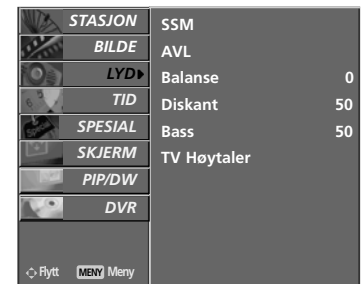 STASJON
BILDE
LYD
TID
SPESIAL
SKJERM
PIP/DW
DVR
Flytt MENY Meny
SSM
AVL
Balanse 0
Diskant 50
Bass 50
TV Høytaler